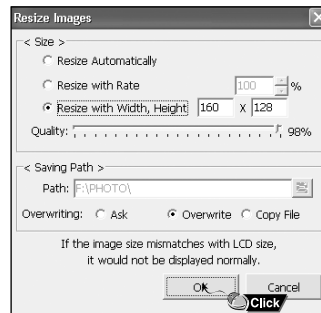 Resize Images
< Size >
Resize Automatically
Resize with Rate 100 %
Resize with Width, Height 160 X 128
Quality: 98%
< Saving Path >
Path: F:\PHOTO\
Overwriting: Ask Overwrite Copy File
If the image size mismatches with LCD size,
it would not be displayed normally.
OK Cancel
Click